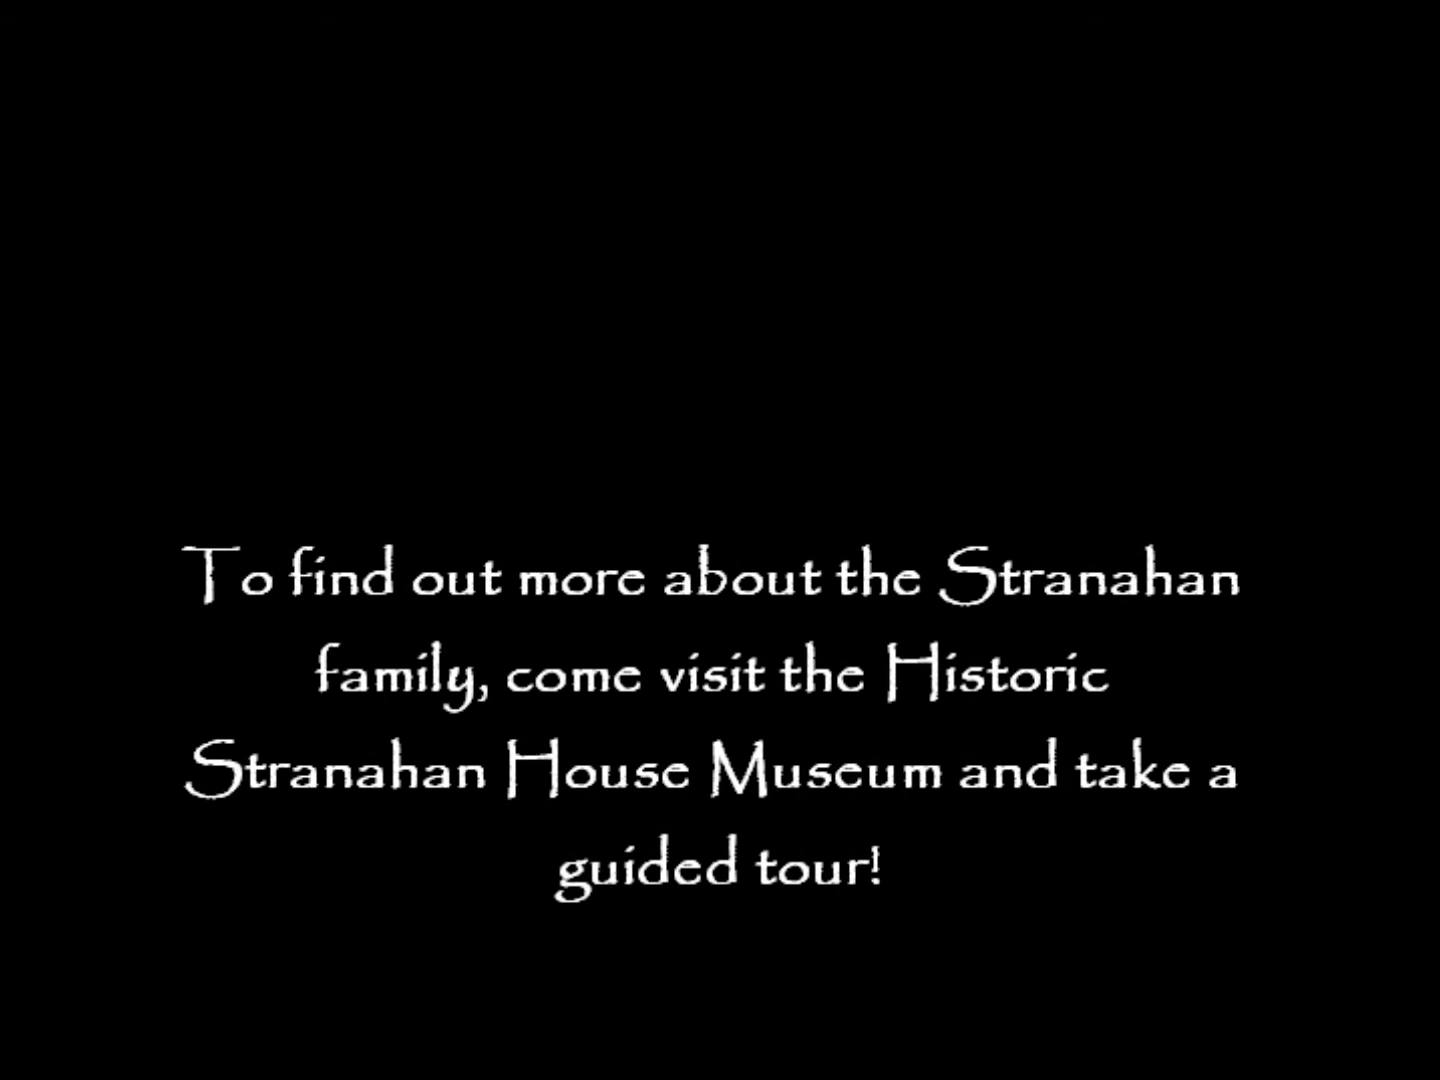 To find out more about the Stranahan
family, come visit the Historic
Stranahan House Museum and take a
guided tour!